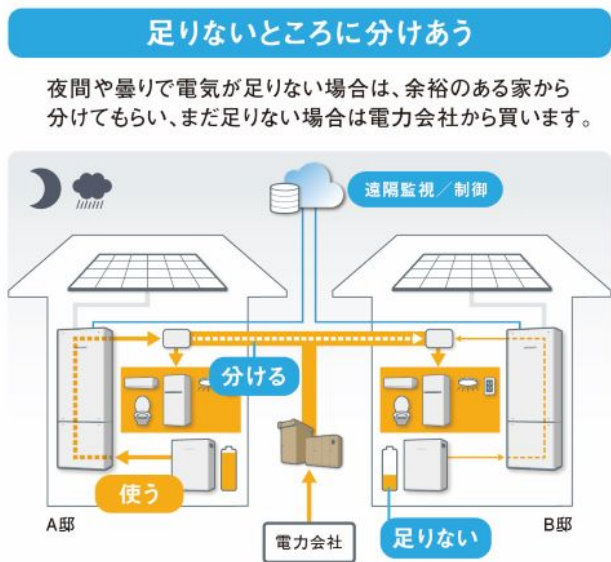 足りないところに分けあう
夜間や曇りで電気が足りない場合は、余裕のある家から
分けてもらい、まだ足りない場合は電力会社から買います。
遠隔監視／制御
分ける
使う
足りない
A邸
B邸
電力会社